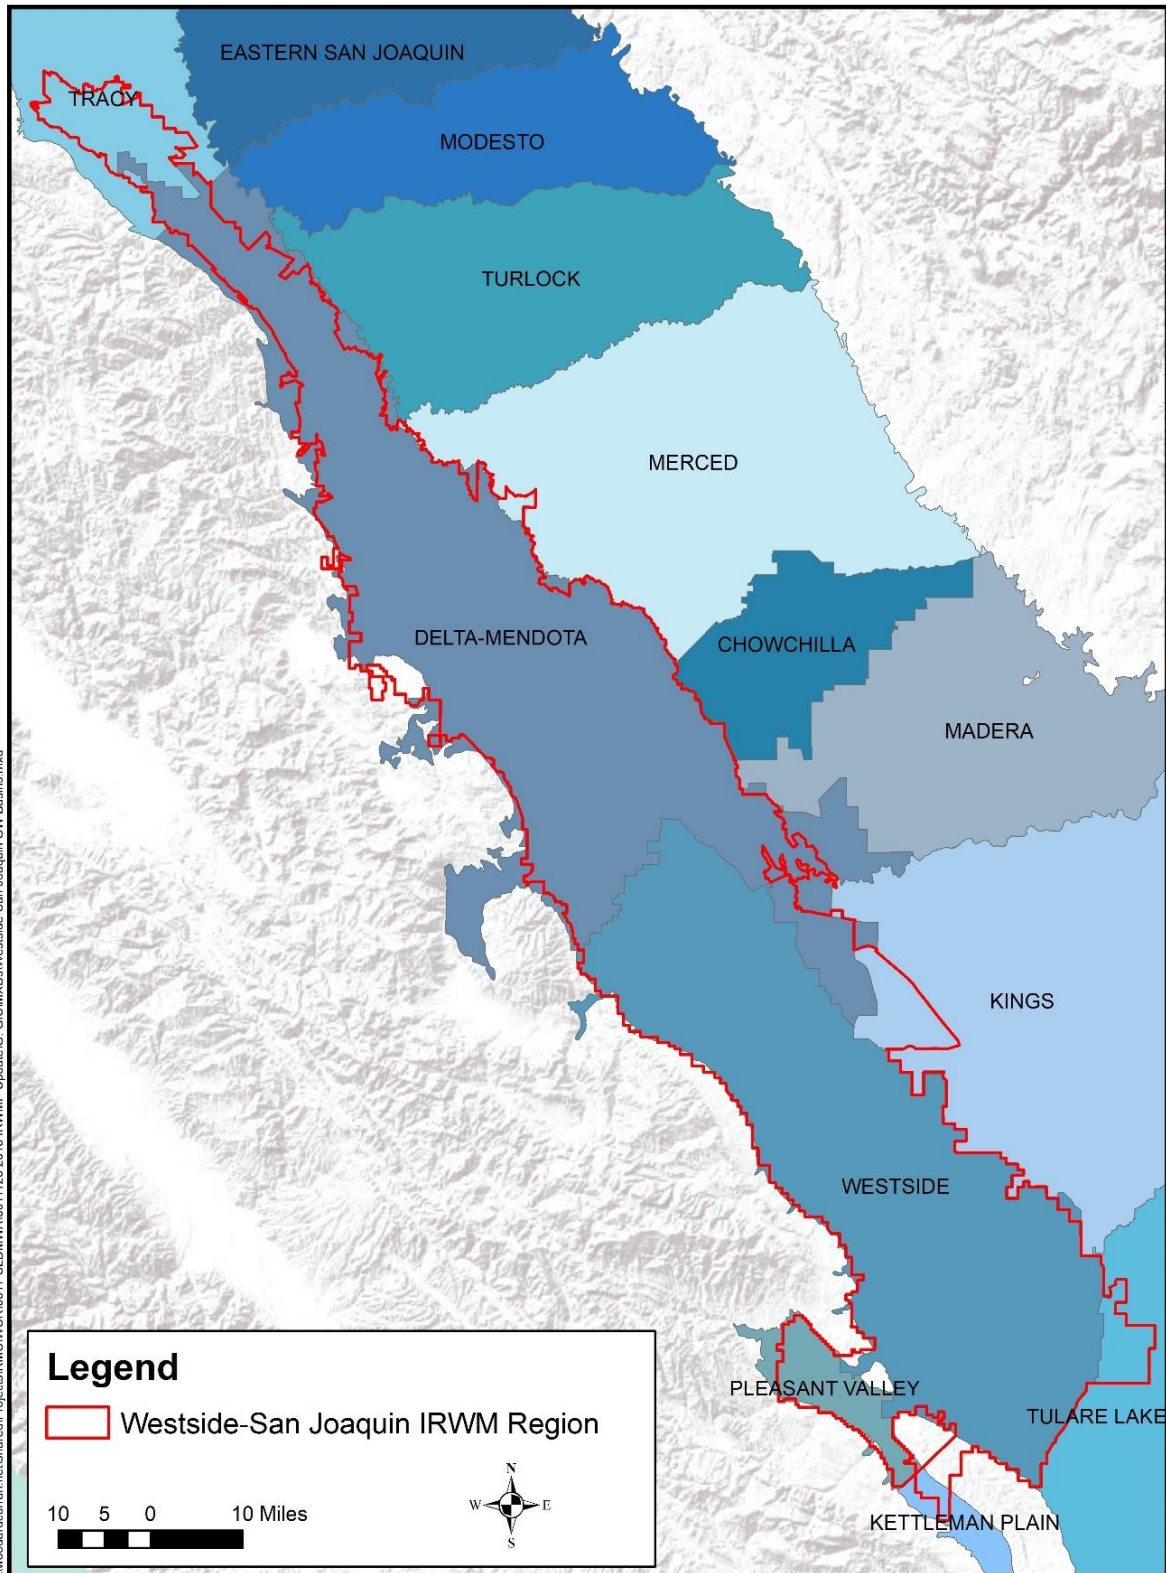 EASTERN SAN JOAQUIN
TRACY
MODESTO
TURLOCK
MERCED
DELTA-MENDOTA
CHOWCHILLA
MADERA
KINGS
WESTSIDE
PLEASANT VALLEY
TULARE LAKE
KETTLEMAN PLAIN
Legend
Westside-San Joaquin IRWM Region
10 5 0 10 Miles
N
W E
S